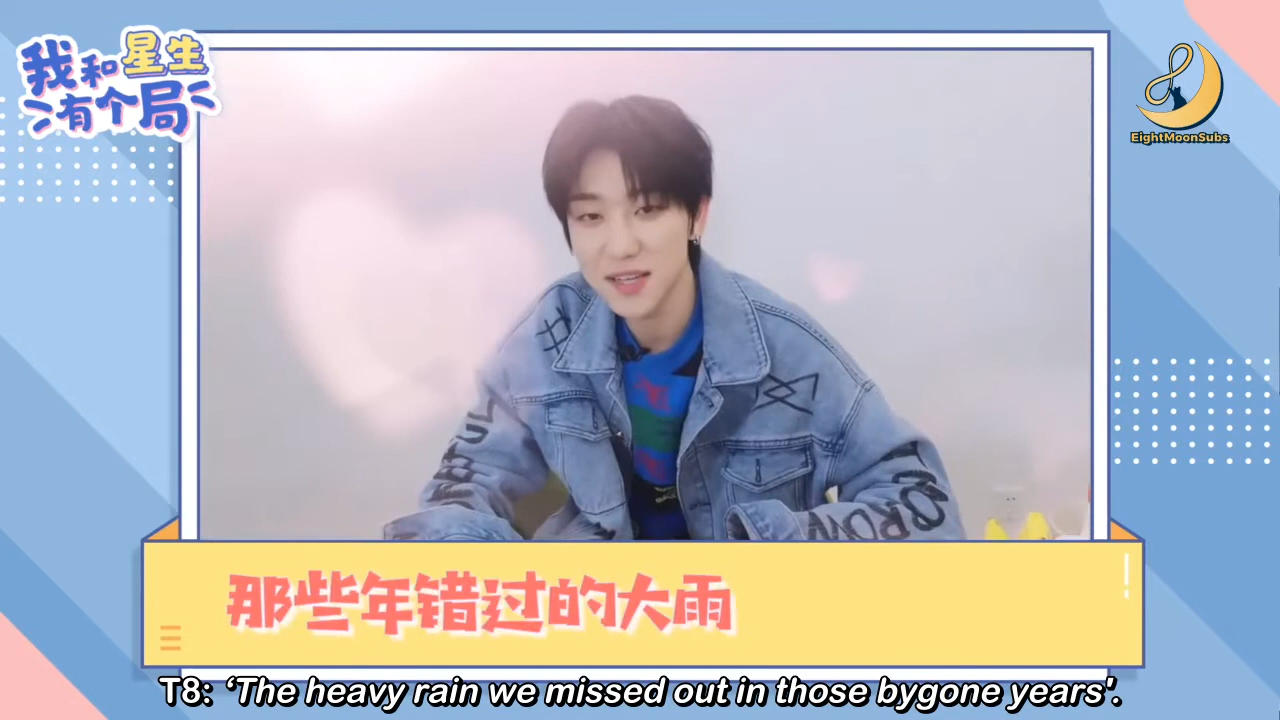 我和星生
有个局
EightMoonSubs
那些年错过的大雨
T8: ‘The heavy rain we missed out in those bygone years'.